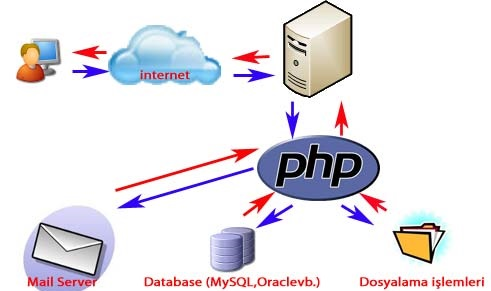 internet
php
Mail Server
Database (MySQL,Oraclevb.)
Dosyalama işlemleri